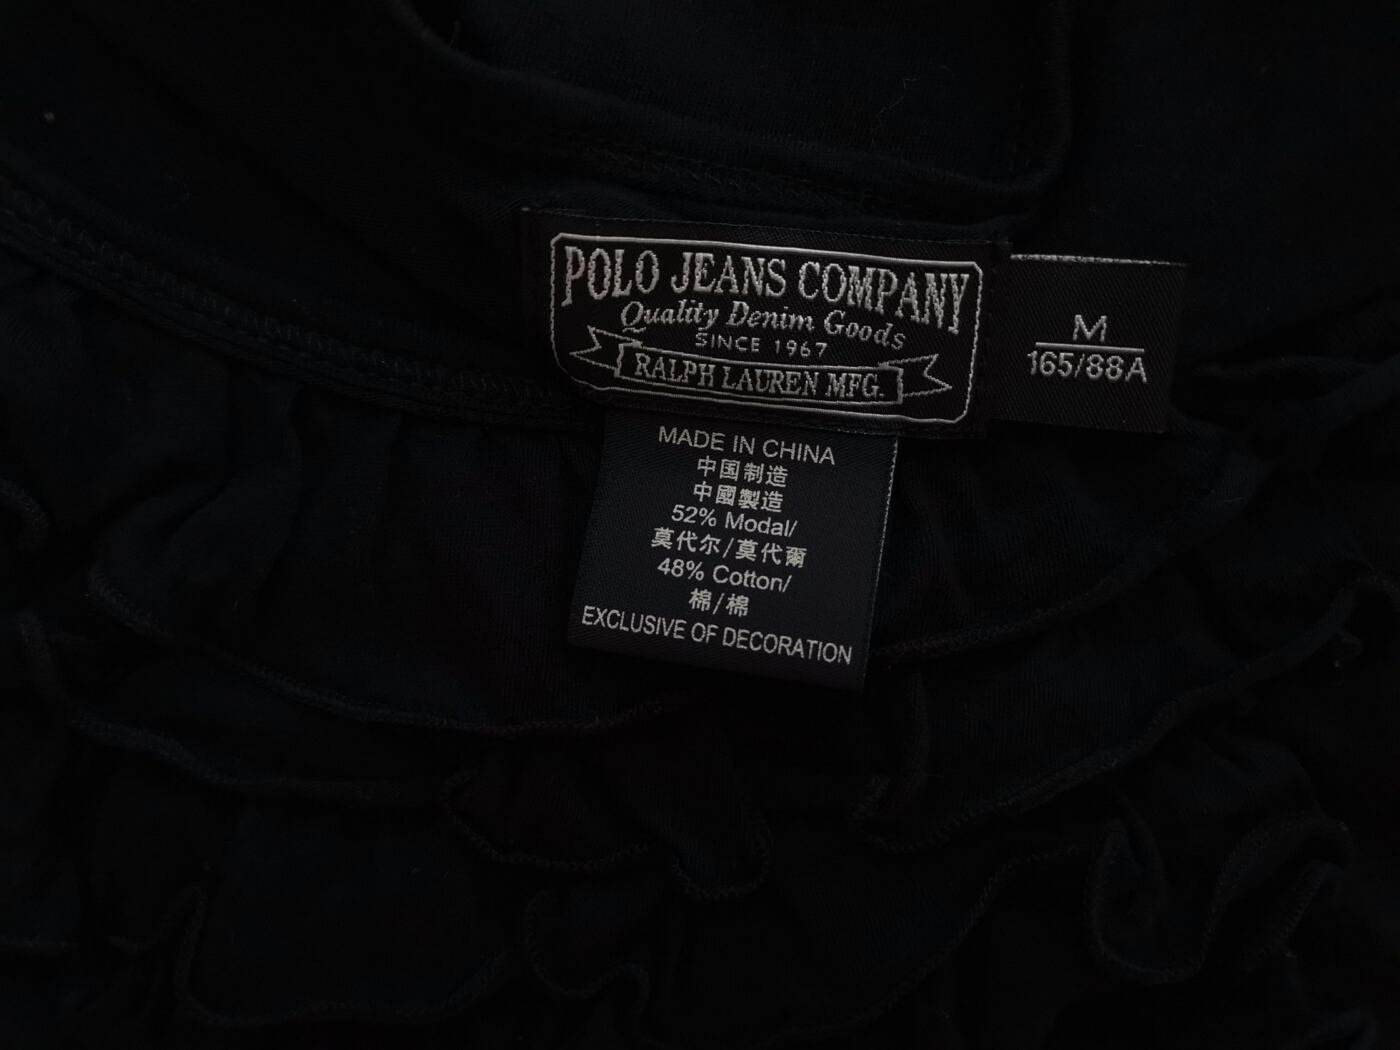 POLO JEANS COMPANY
Quality Denim Goods
SINCE 1967
RALPH LAUREN MFG.
M
165/88A
MADE IN CHINA
中国制造
中國製造
52% Modal/
莫代尔/莫代爾
48% Cotton/
棉/棉
EXCLUSIVE OF DECORATION